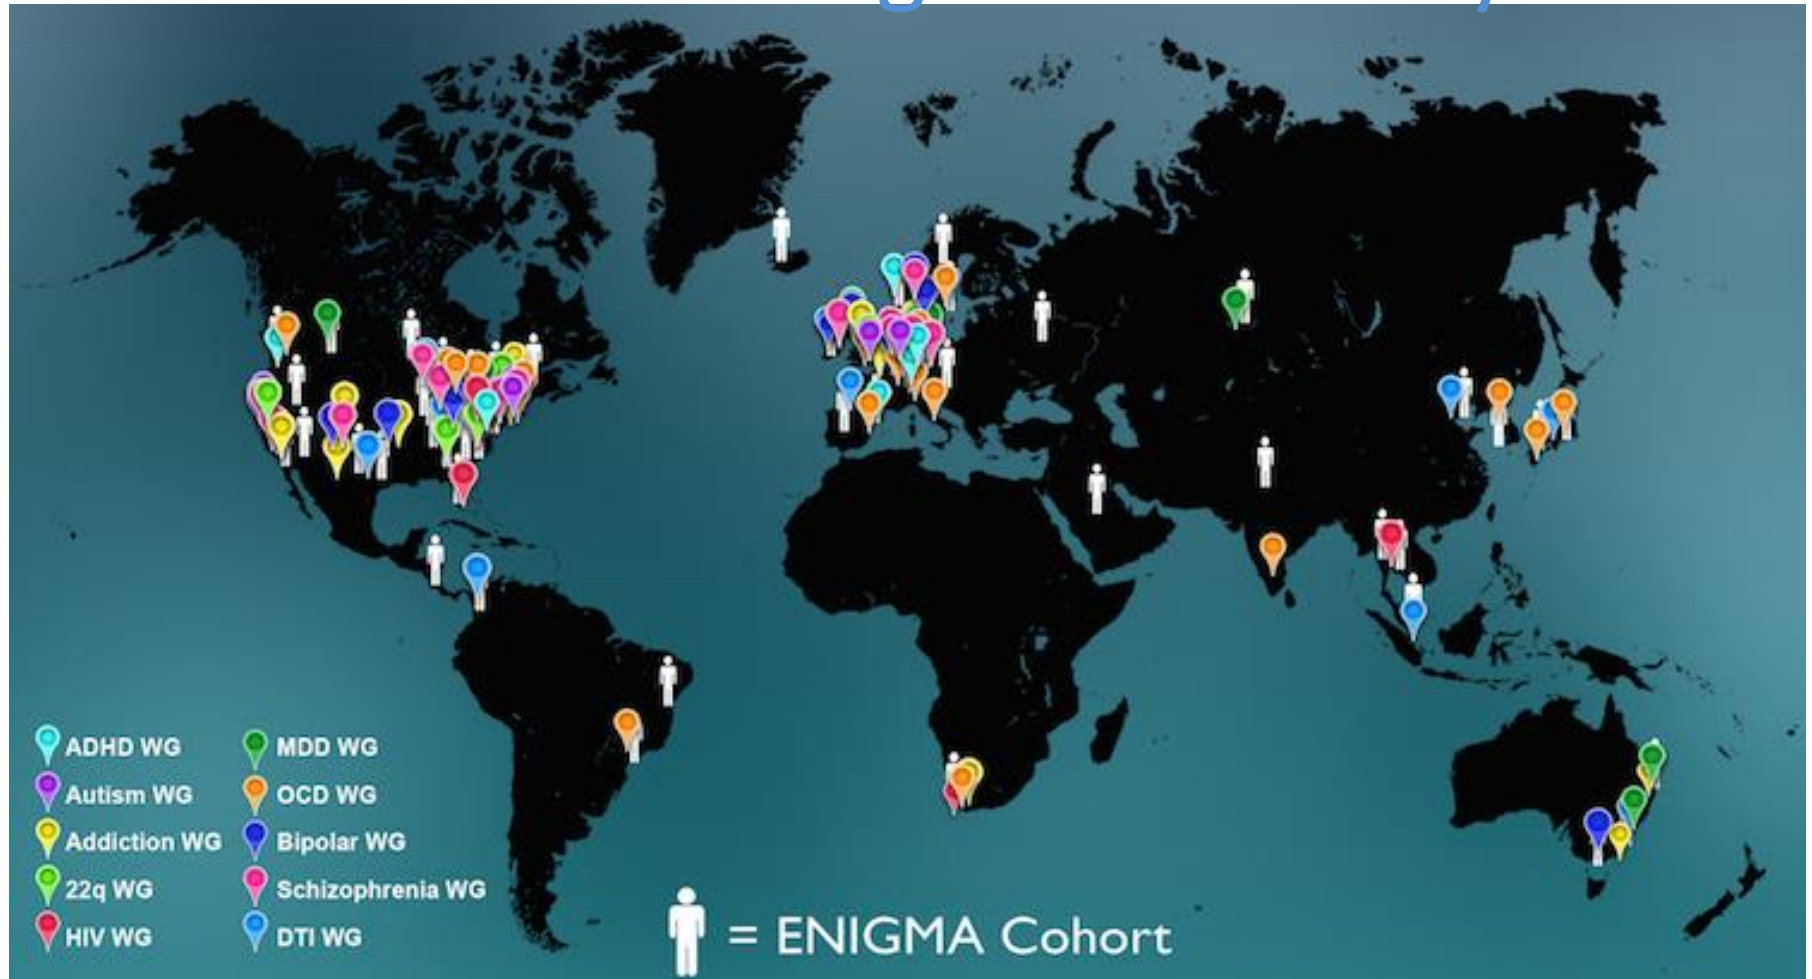 ADHD WG
MDD WG
Autism WG
OCD WG
Addiction WG
Bipolar WG
22q WG
Schizophrenia WG
HIV WG
DTI WG
= ENIGMA Cohort